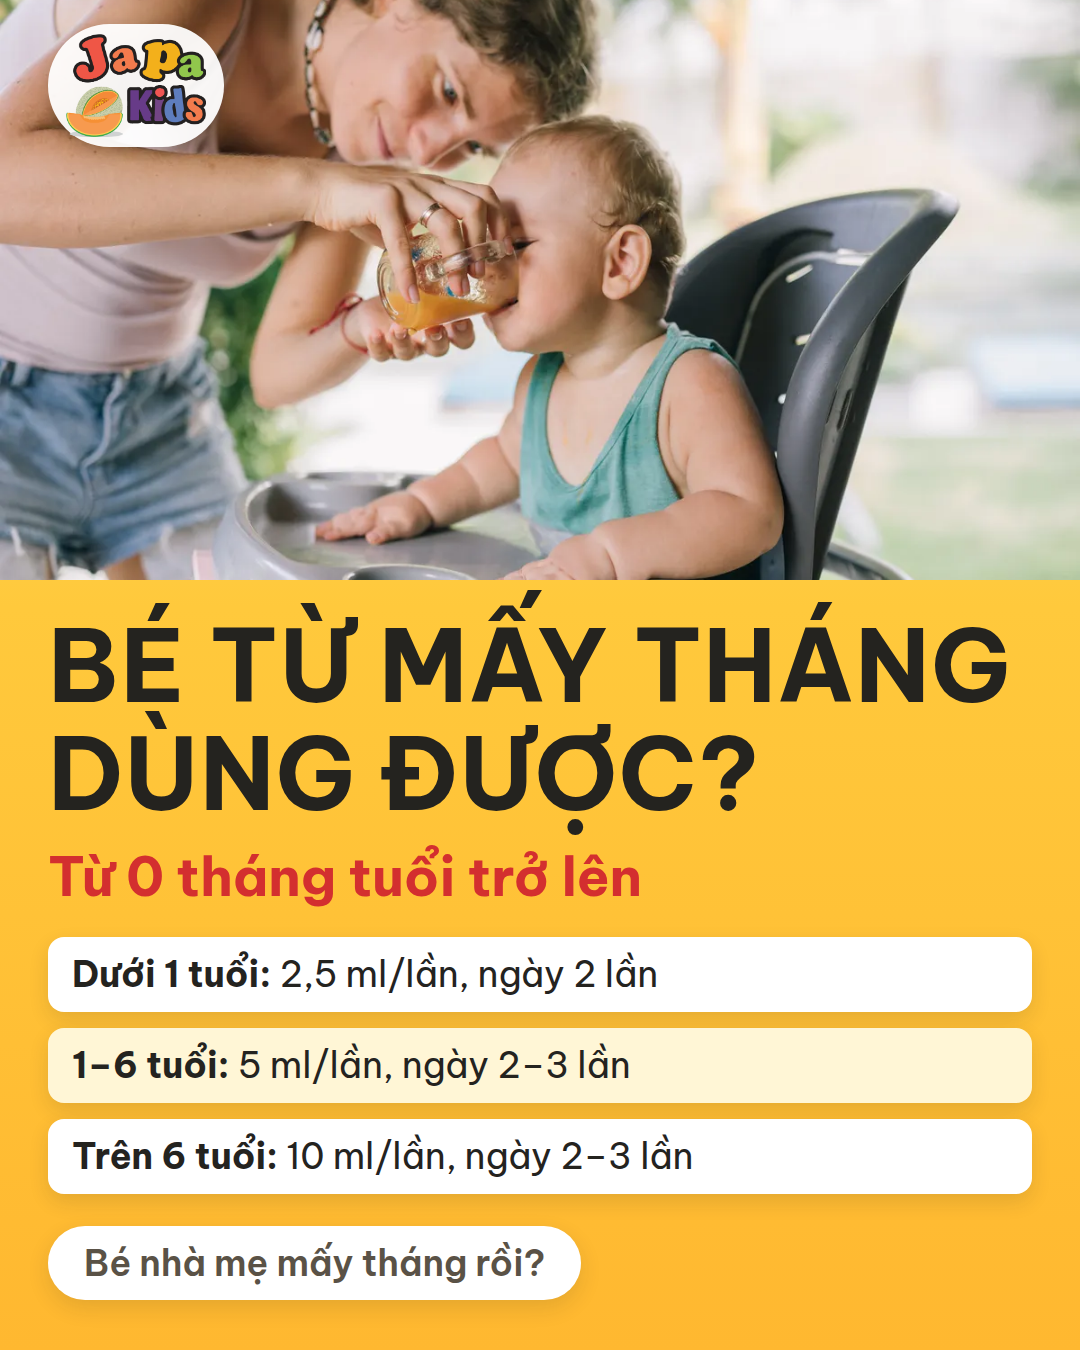 Japa
Kids
BÉ TỪ MẤY THÁNG
DÙNG ĐƯỢC?
Từ 0 tháng tuổi trở lên
Dưới 1 tuổi: 2,5 ml/lần, ngày 2 lần
1–6 tuổi: 5 ml/lần, ngày 2–3 lần
Trên 6 tuổi: 10 ml/lần, ngày 2–3 lần
Bé nhà mẹ mấy tháng rồi?